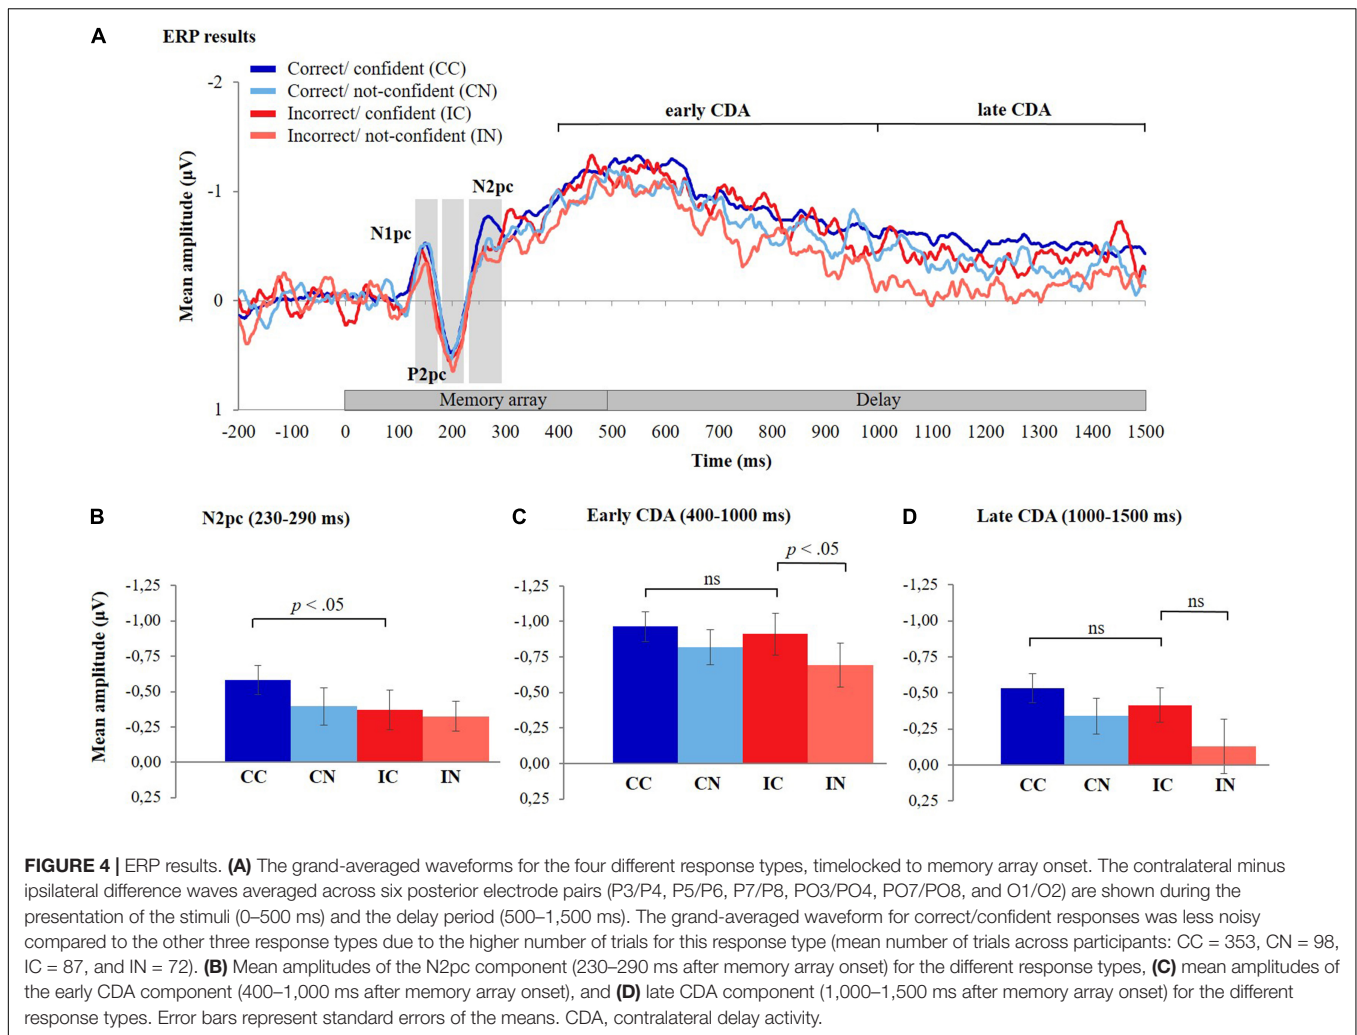 A
ERP results
Correct/ confident (CC)
Correct/ not-confident (CN)
Incorrect/ confident (IC)
Incorrect/ not-confident (IN)
early CDA
late CDA
N2pc
N1pc
P2pc
-2
-1
0
1
Mean amplitude (µV)
Memory array
Delay
-200 -100 0 100 200 300 400 500 600 700 800 900 1000 1100 1200 1300 1400 1500
Time (ms)
B
N2pc (230-290 ms)
p < .05
-1,25
-1,00
-0,75
-0,50
-0,25
0,00
0,25
Mean amplitude (µV)
CC CN IC IN
C
Early CDA (400-1000 ms)
p < .05
ns
-1,25
-1,00
-0,75
-0,50
-0,25
0,00
0,25
CC CN IC IN
D
Late CDA (1000-1500 ms)
ns
ns
-1,25
-1,00
-0,75
-0,50
-0,25
0,00
0,25
CC CN IC IN
FIGURE 4 | ERP results. (A) The grand-averaged waveforms for the four different response types, timelocked to memory array onset. The contralateral minus
ipsilateral difference waves averaged across six posterior electrode pairs (P3/P4, P5/P6, P7/P8, PO3/PO4, PO7/PO8, and O1/O2) are shown during the
presentation of the stimuli (0–500 ms) and the delay period (500–1,500 ms). The grand-averaged waveform for correct/confident responses was less noisy
compared to the other three response types due to the higher number of trials for this response type (mean number of trials across participants: CC = 353, CN = 98,
IC = 87, and IN = 72). (B) Mean amplitudes of the N2pc component (230–290 ms after memory array onset) for the different response types, (C) mean amplitudes of
the early CDA component (400–1,000 ms after memory array onset), and (D) late CDA component (1,000–1,500 ms after memory array onset) for the different
response types. Error bars represent standard errors of the means. CDA, contralateral delay activity.